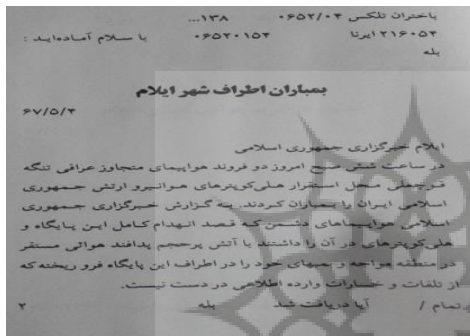 باختران تلکس ۰۶۵۲/۰۴ ۱۳۸...
۲۱۶۰۵۴ ایرنا ۰۶۵۲۰۱۵۴ با سلام آماده‌اید :
بله
بمباران اطراف شهر ایلام
۶۷/۵/۴
ایلام خبرگزاری جمهوری اسلامی
در ساعت شش صبح امروز دو فروند هواپیمای متجاوز عراقی تنگه
قوچعلی محل استقرار هلی‌کوپترهای هوانیرو ارتش جمهوری
اسلامی ایران را بمباران کردند. به گزارش خبرگزاری جمهوری
اسلامی هواپیماهای دشمن که قصد انهدام کامل این پایگاه و
هلی‌کوپترهای در آن را داشتند با آتش پرحجم پدافند هوائی مستقر
در منطقه مواجه و بمبهای خود را در اطراف این پایگاه فرو ریخته که
از تلفات و خسارات وارده اطلاعی در دست نیست.
تمام / آیا دریافت شد بله ۲